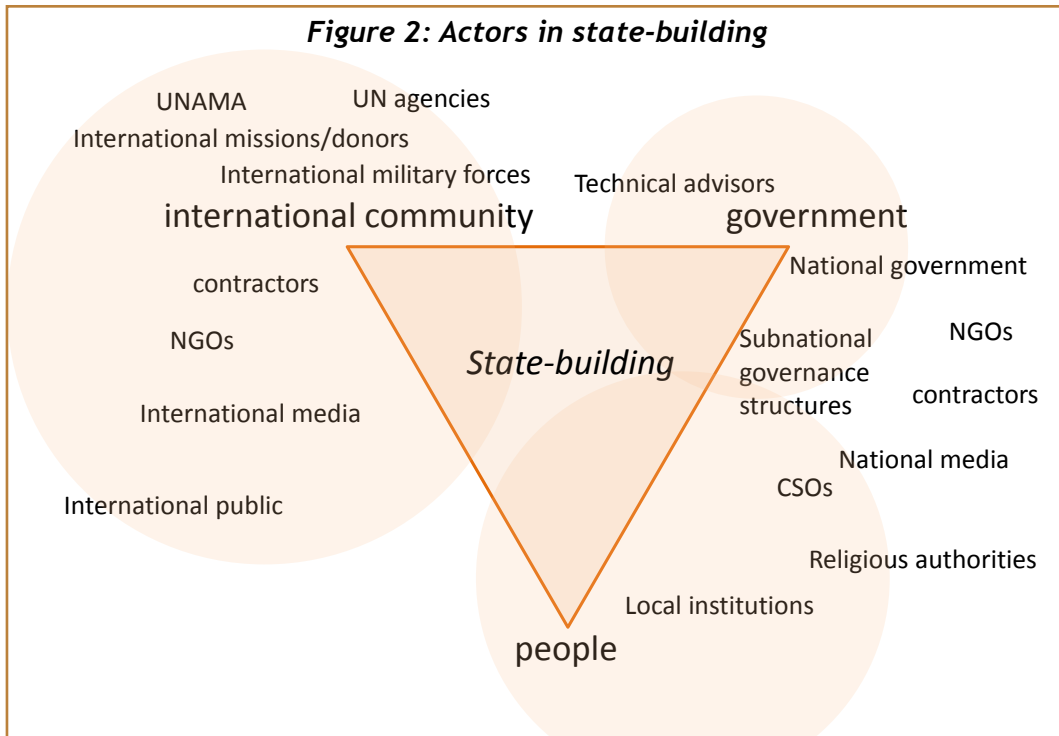 Figure 2: Actors in state-building
UNAMA
UN agencies
International missions/donors
International military forces
Technical advisors
international community
government
National government
contractors
NGOs
State-building
Subnational
governance
structures
NGOs
contractors
International media
National media
CSOs
International public
Religious authorities
Local institutions
people